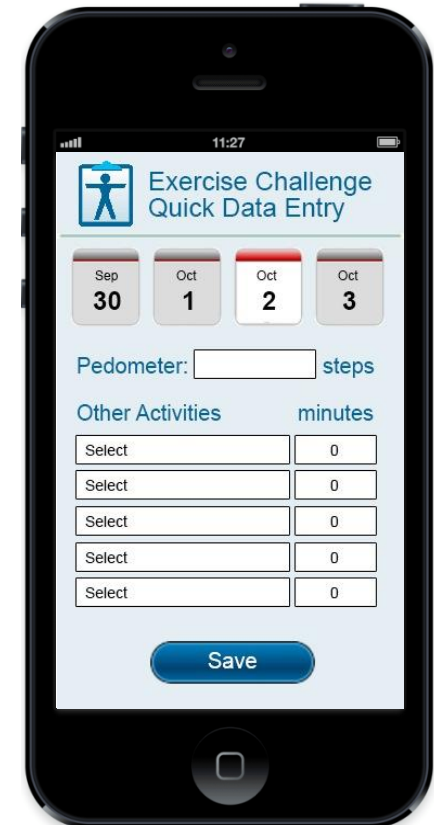 11:27
Exercise Challenge
Quick Data Entry
Sep Oct Oct Oct
30 1 2 3
Pedometer: steps
Other Activities minutes
Select 0
Select 0
Select 0
Select 0
Select 0
Save